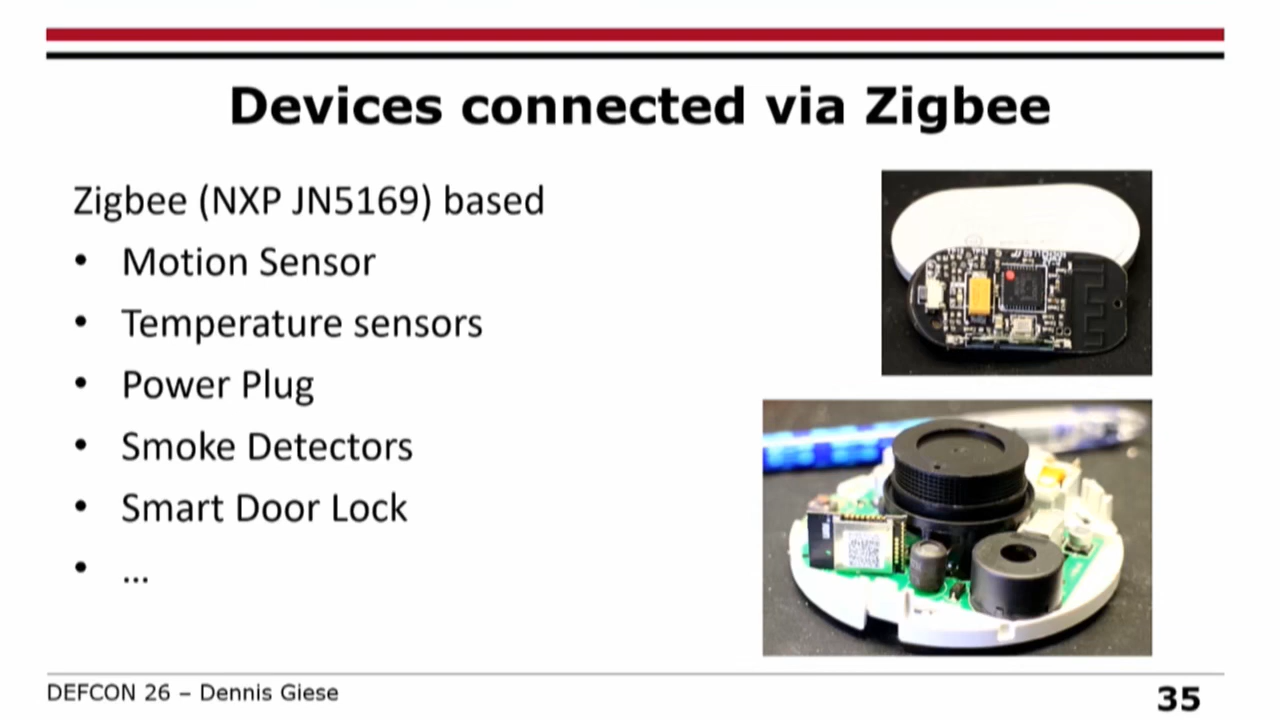 Devices connected via Zigbee
Zigbee (NXP JN5169) based
• Motion Sensor
• Temperature sensors
• Power Plug
• Smoke Detectors
• Smart Door Lock
• ...
DEFCON 26 – Dennis Giese
35